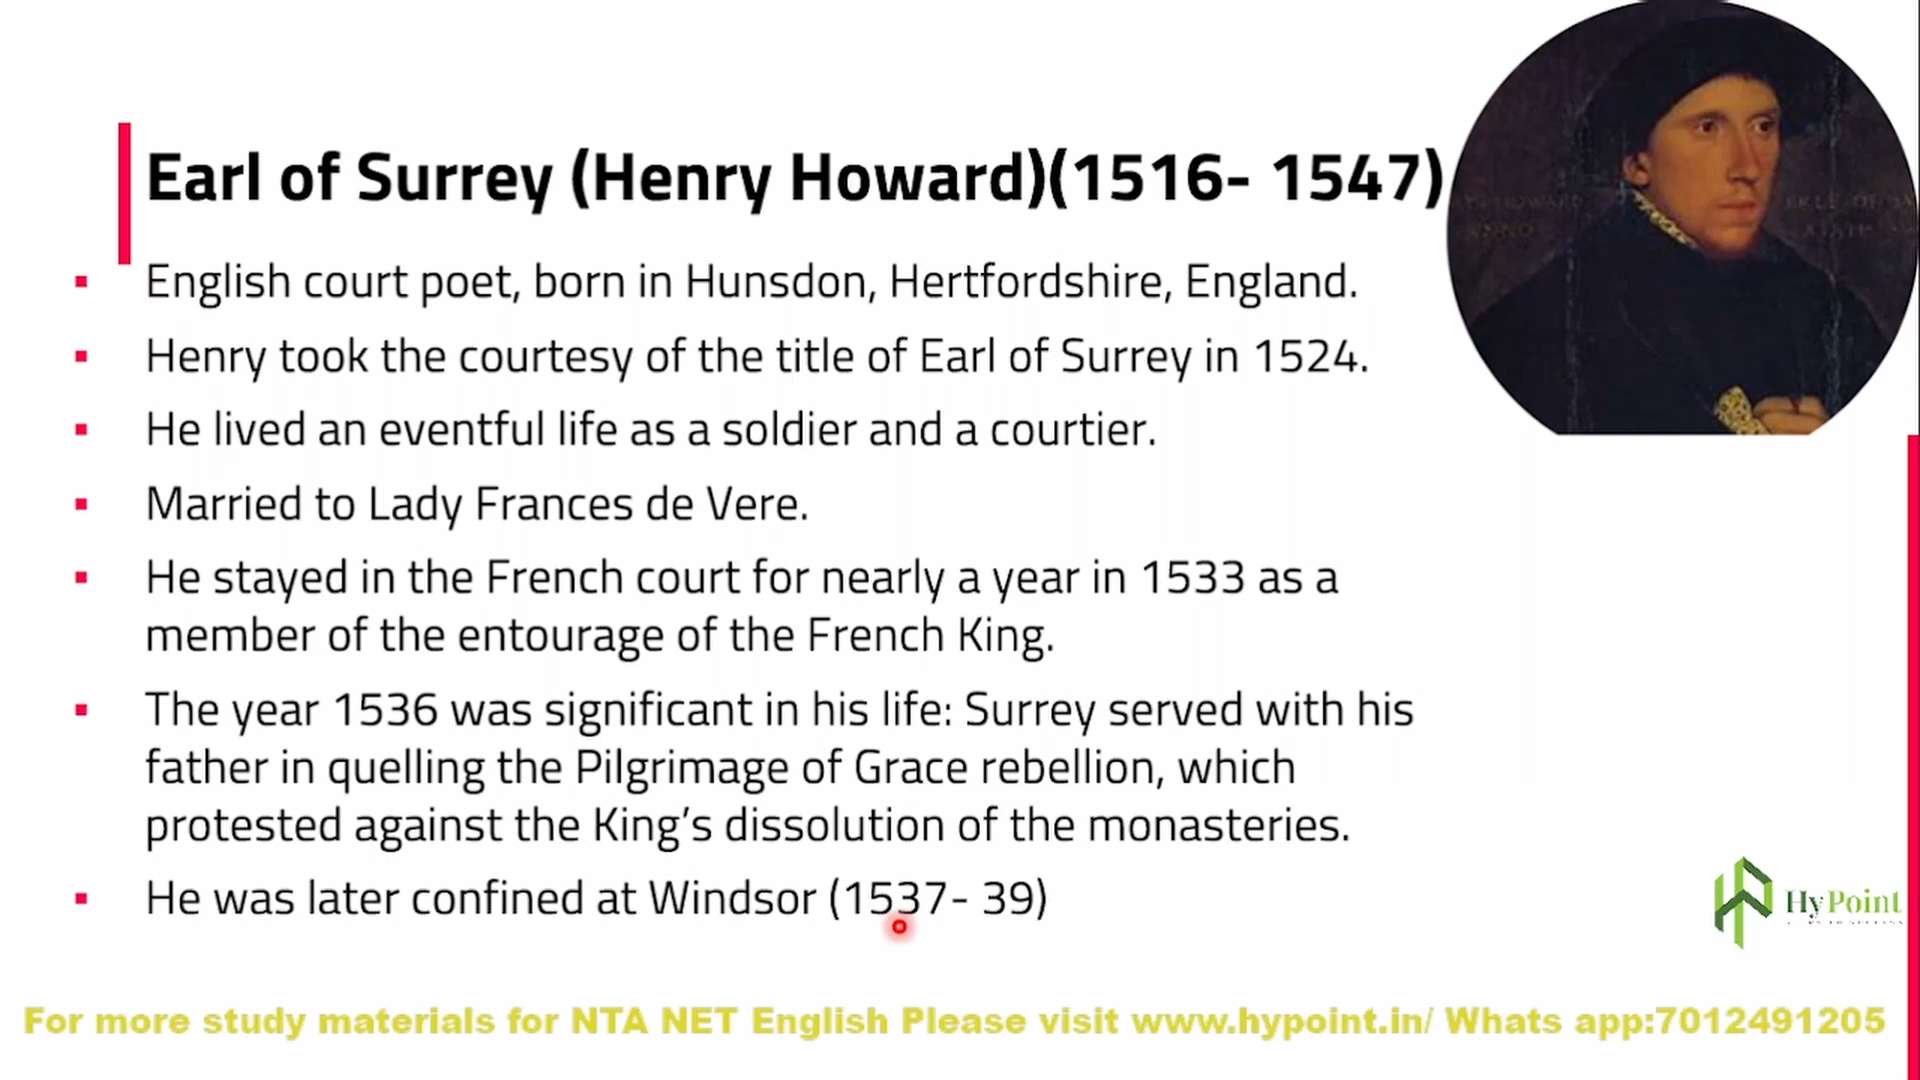 Earl of Surrey (Henry Howard)(1516- 1547)
English court poet, born in Hunsdon, Hertfordshire, England.
Henry took the courtesy of the title of Earl of Surrey in 1524.
He lived an eventful life as a soldier and a courtier.
Married to Lady Frances de Vere.
He stayed in the French court for nearly a year in 1533 as a
member of the entourage of the French King.
The year 1536 was significant in his life: Surrey served with his
father in quelling the Pilgrimage of Grace rebellion, which
protested against the King’s dissolution of the monasteries.
He was later confined at Windsor (1537- 39)
HyPoint
For more study materials for NTA NET English Please visit www.hypoint.in/ Whats app:7012491205